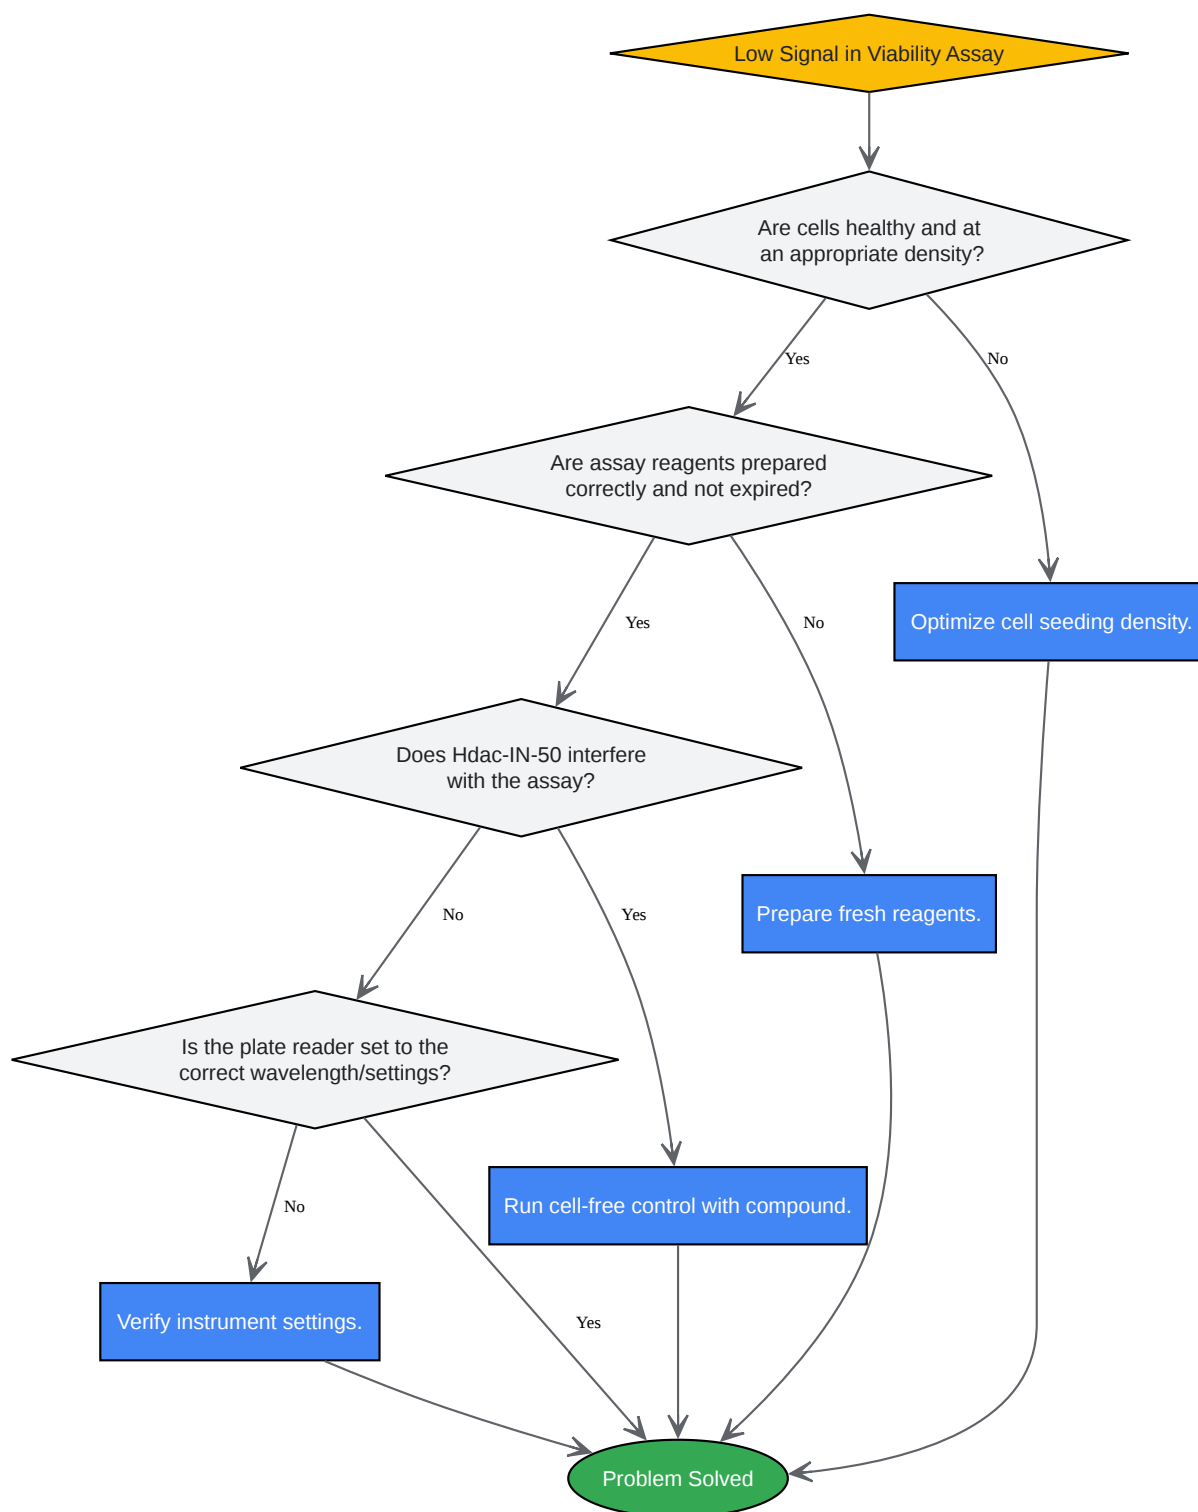 Low Signal in Viability Assay
Are cells healthy and at
an appropriate density?
Yes
No
Are assay reagents prepared
correctly and not expired?
Yes
No
Optimize cell seeding density.
Does Hdac-IN-50 interfere
with the assay?
No
Yes
Prepare fresh reagents.
Is the plate reader set to the
correct wavelength/settings?
No
Run cell-free control with compound.
Verify instrument settings.
Yes
Problem Solved